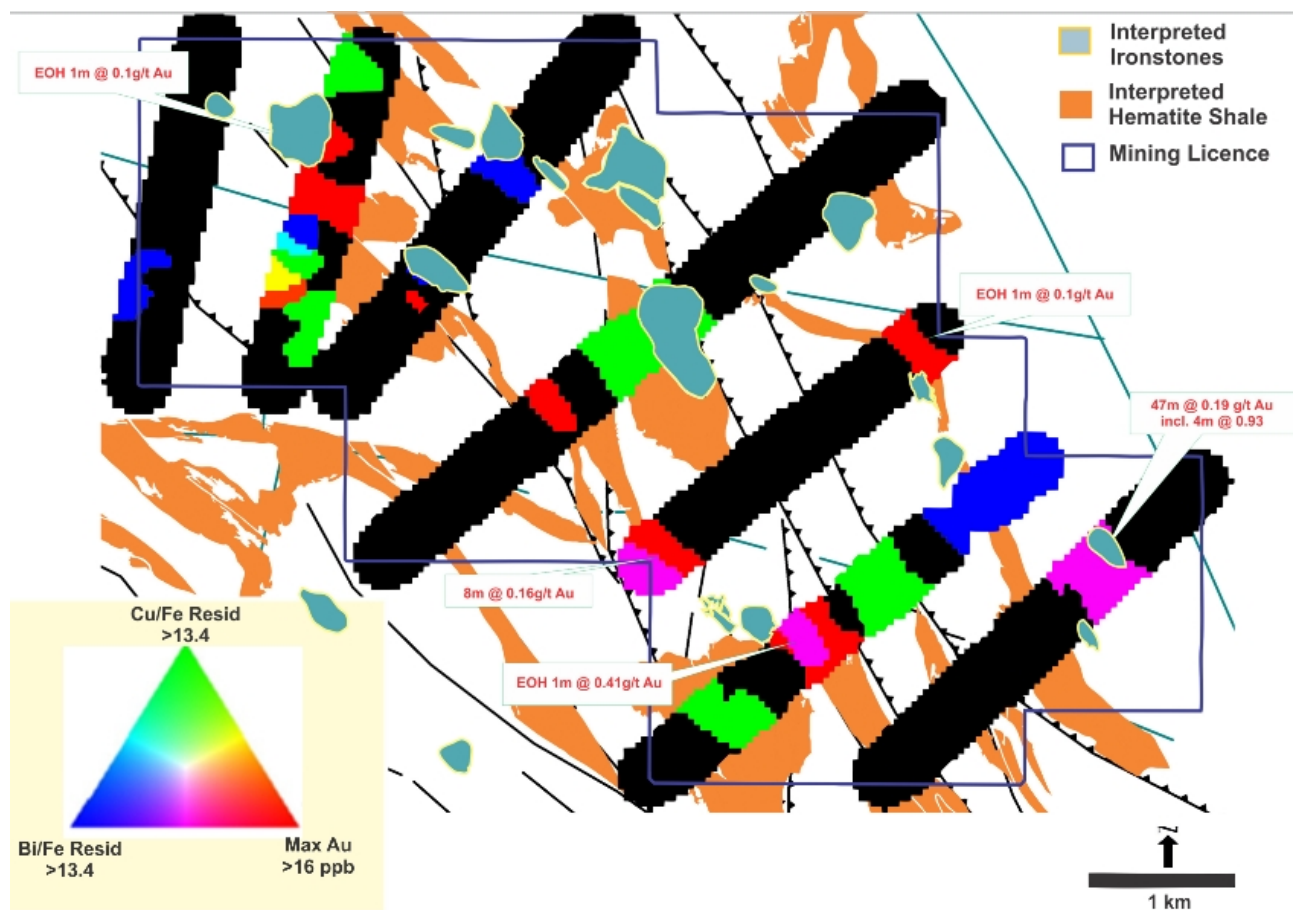 Interpreted
Ironstones
Interpreted
Hematite Shale
Mining Licence
EOH 1m @ 0.1g/t Au
EOH 1m @ 0.1g/t Au
47m @ 0.19 g/t Au
incl. 4m @ 0.93
8m @ 0.16g/t Au
EOH 1m @ 0.41g/t Au
Cu/Fe Resid
>13.4
Bi/Fe Resid
>13.4
Max Au
>16 ppb
N
1 km